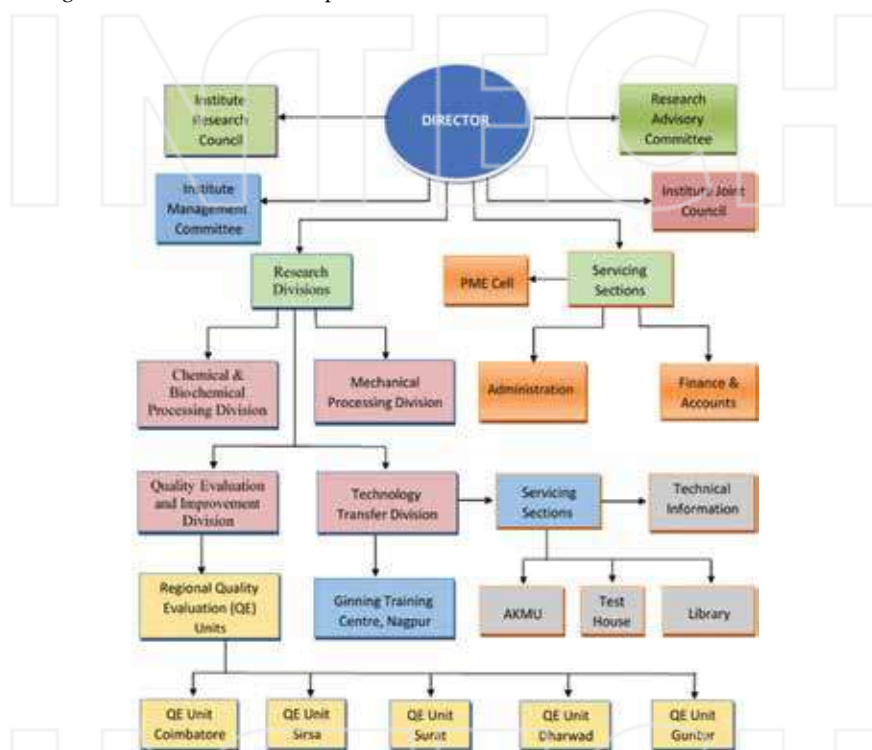 INTECH
Institute
Research
Council
DIRECTOR
Research
Advisory
Committee
Institute
Management
Committee
Institute Joint
Council
Research
Divisions
PME Cell
Servicing
Sections
Chemical &
Biochemical
Processing Division
Mechanical
Processing Division
Administration
Finance &
Accounts
Quality Evaluation
and Improvement
Division
Technology
Transfer Division
Servicing
Sections
Technical
Information
Regional Quality
Evaluation (QE)
Units
Ginning Training
Centre, Nagpur
AKMU
Test
House
Library
QE Unit
Coimbatore
QE Unit
Sirsa
QE Unit
Surat
QE Unit
Dharwad
QE Unit
Guntur